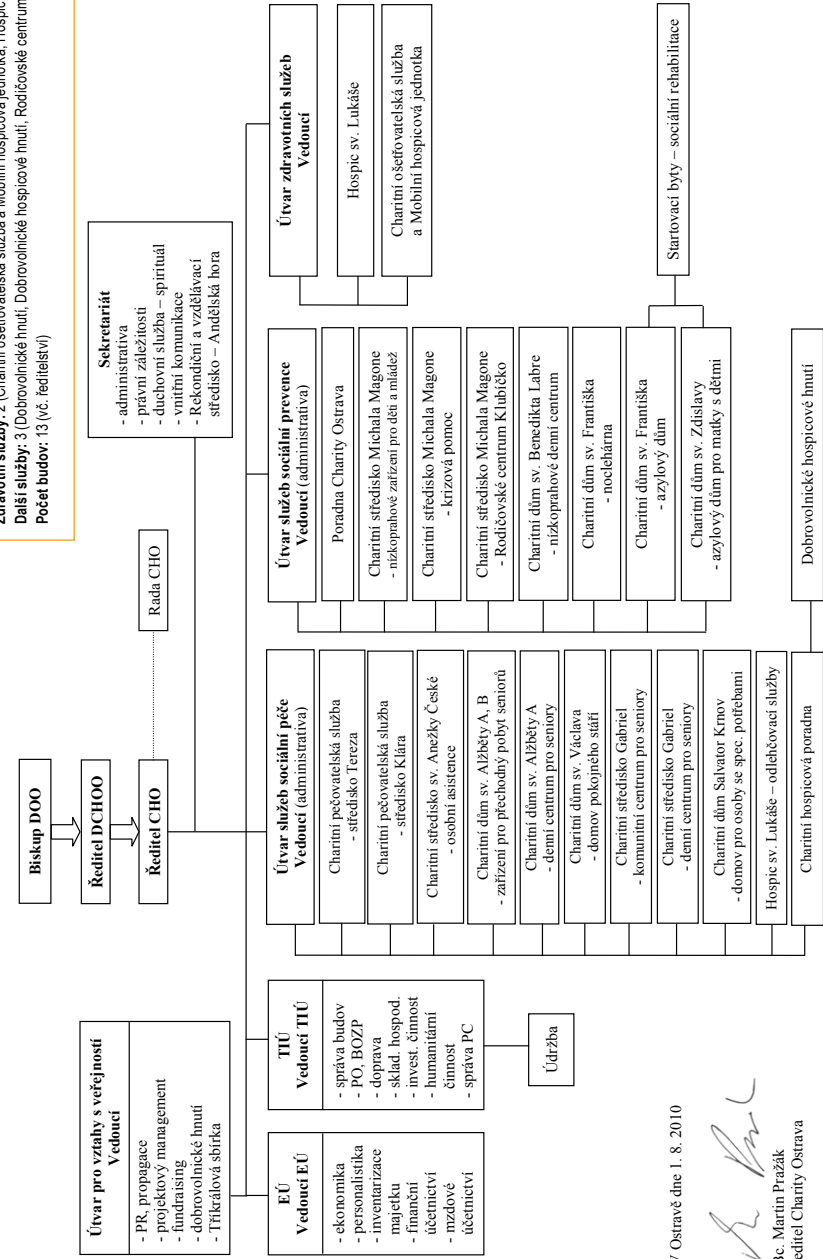 Zdravotní služby: 2 (Charitní ošetřovatelská služba a Mobilní hospicová jednotka, Hospic
Další služby: 3 (Dobrovolnické hnutí, Dobrovolnické hospicové hnutí, Rodičovské centrum
Počet budov: 13 (vč. ředitelství)
Biskup DOO
Ředitel DCHOO
Ředitel CHO
Rada CHO
Útvar pro vztahy s veřejností
Vedoucí
- PR, propagace
- projektový management
- fundraising
- dobrovolnické hnutí
- Tříkrálová sbírka
Sekretariát
- administrativa
- právní záležitosti
- duchovní služba – spirituál
- vnitřní komunikace
- Rekondiční a vzdělávací
středisko – Andělská hora
EÚ
Vedoucí EÚ
- ekonomika
- personalistika
- inventarizace
majetku
- finanční
účetnictví
- mzdové
účetnictví
TIÚ
Vedoucí TIÚ
- správa budov
- PO, BOZP
- doprava
- sklad. hospod.
- invest. činnost
- humanitární
činnost
- správa PC
Údržba
Útvar služeb sociální péče
Vedoucí (administrativa)
Charitní pečovatelská služba
- středisko Tereza
Charitní pečovatelská služba
- středisko Klára
Charitní středisko sv. Anežky České
- osobní asistence
Charitní dům sv. Alžběty A, B
- zařízení pro přechodný pobyt seniorů
Charitní dům sv. Alžběty A
- denní centrum pro seniory
Charitní dům sv. Václava
- domov pokojného stáří
Charitní středisko Gabriel
- komunitní centrum pro seniory
Charitní středisko Gabriel
- denní centrum pro seniory
Charitní dům Salvator Krnov
- domov pro osoby se spec. potřebami
Hospic sv. Lukáše – odlehčovací služby
Charitní hospicová poradna
Útvar služeb sociální prevence
Vedoucí (administrativa)
Poradna Charity Ostrava
Charitní středisko Michala Magone
- nízkoprahové zařízení pro děti a mládež
Charitní středisko Michala Magone
- krizová pomoc
Charitní středisko Michala Magone
- Rodičovské centrum Klubíčko
Charitní dům sv. Benedikta Labre
- nízkoprahové denní centrum
Charitní dům sv. Františka
- noclehárna
Charitní dům sv. Františka
- azylový dům
Charitní dům sv. Zdislavy
- azylový dům pro matky s dětmi
Dobrovolnické hospicové hnutí
Útvar zdravotních služeb
Vedoucí
Hospic sv. Lukáše
Charitní ošetřovatelská služba
a Mobilní hospicová jednotka
Startovací byty – sociální rehabilitace
V Ostravě dne 1. 8. 2010
Bc. Martin Pražák
ředitel Charity Ostrava